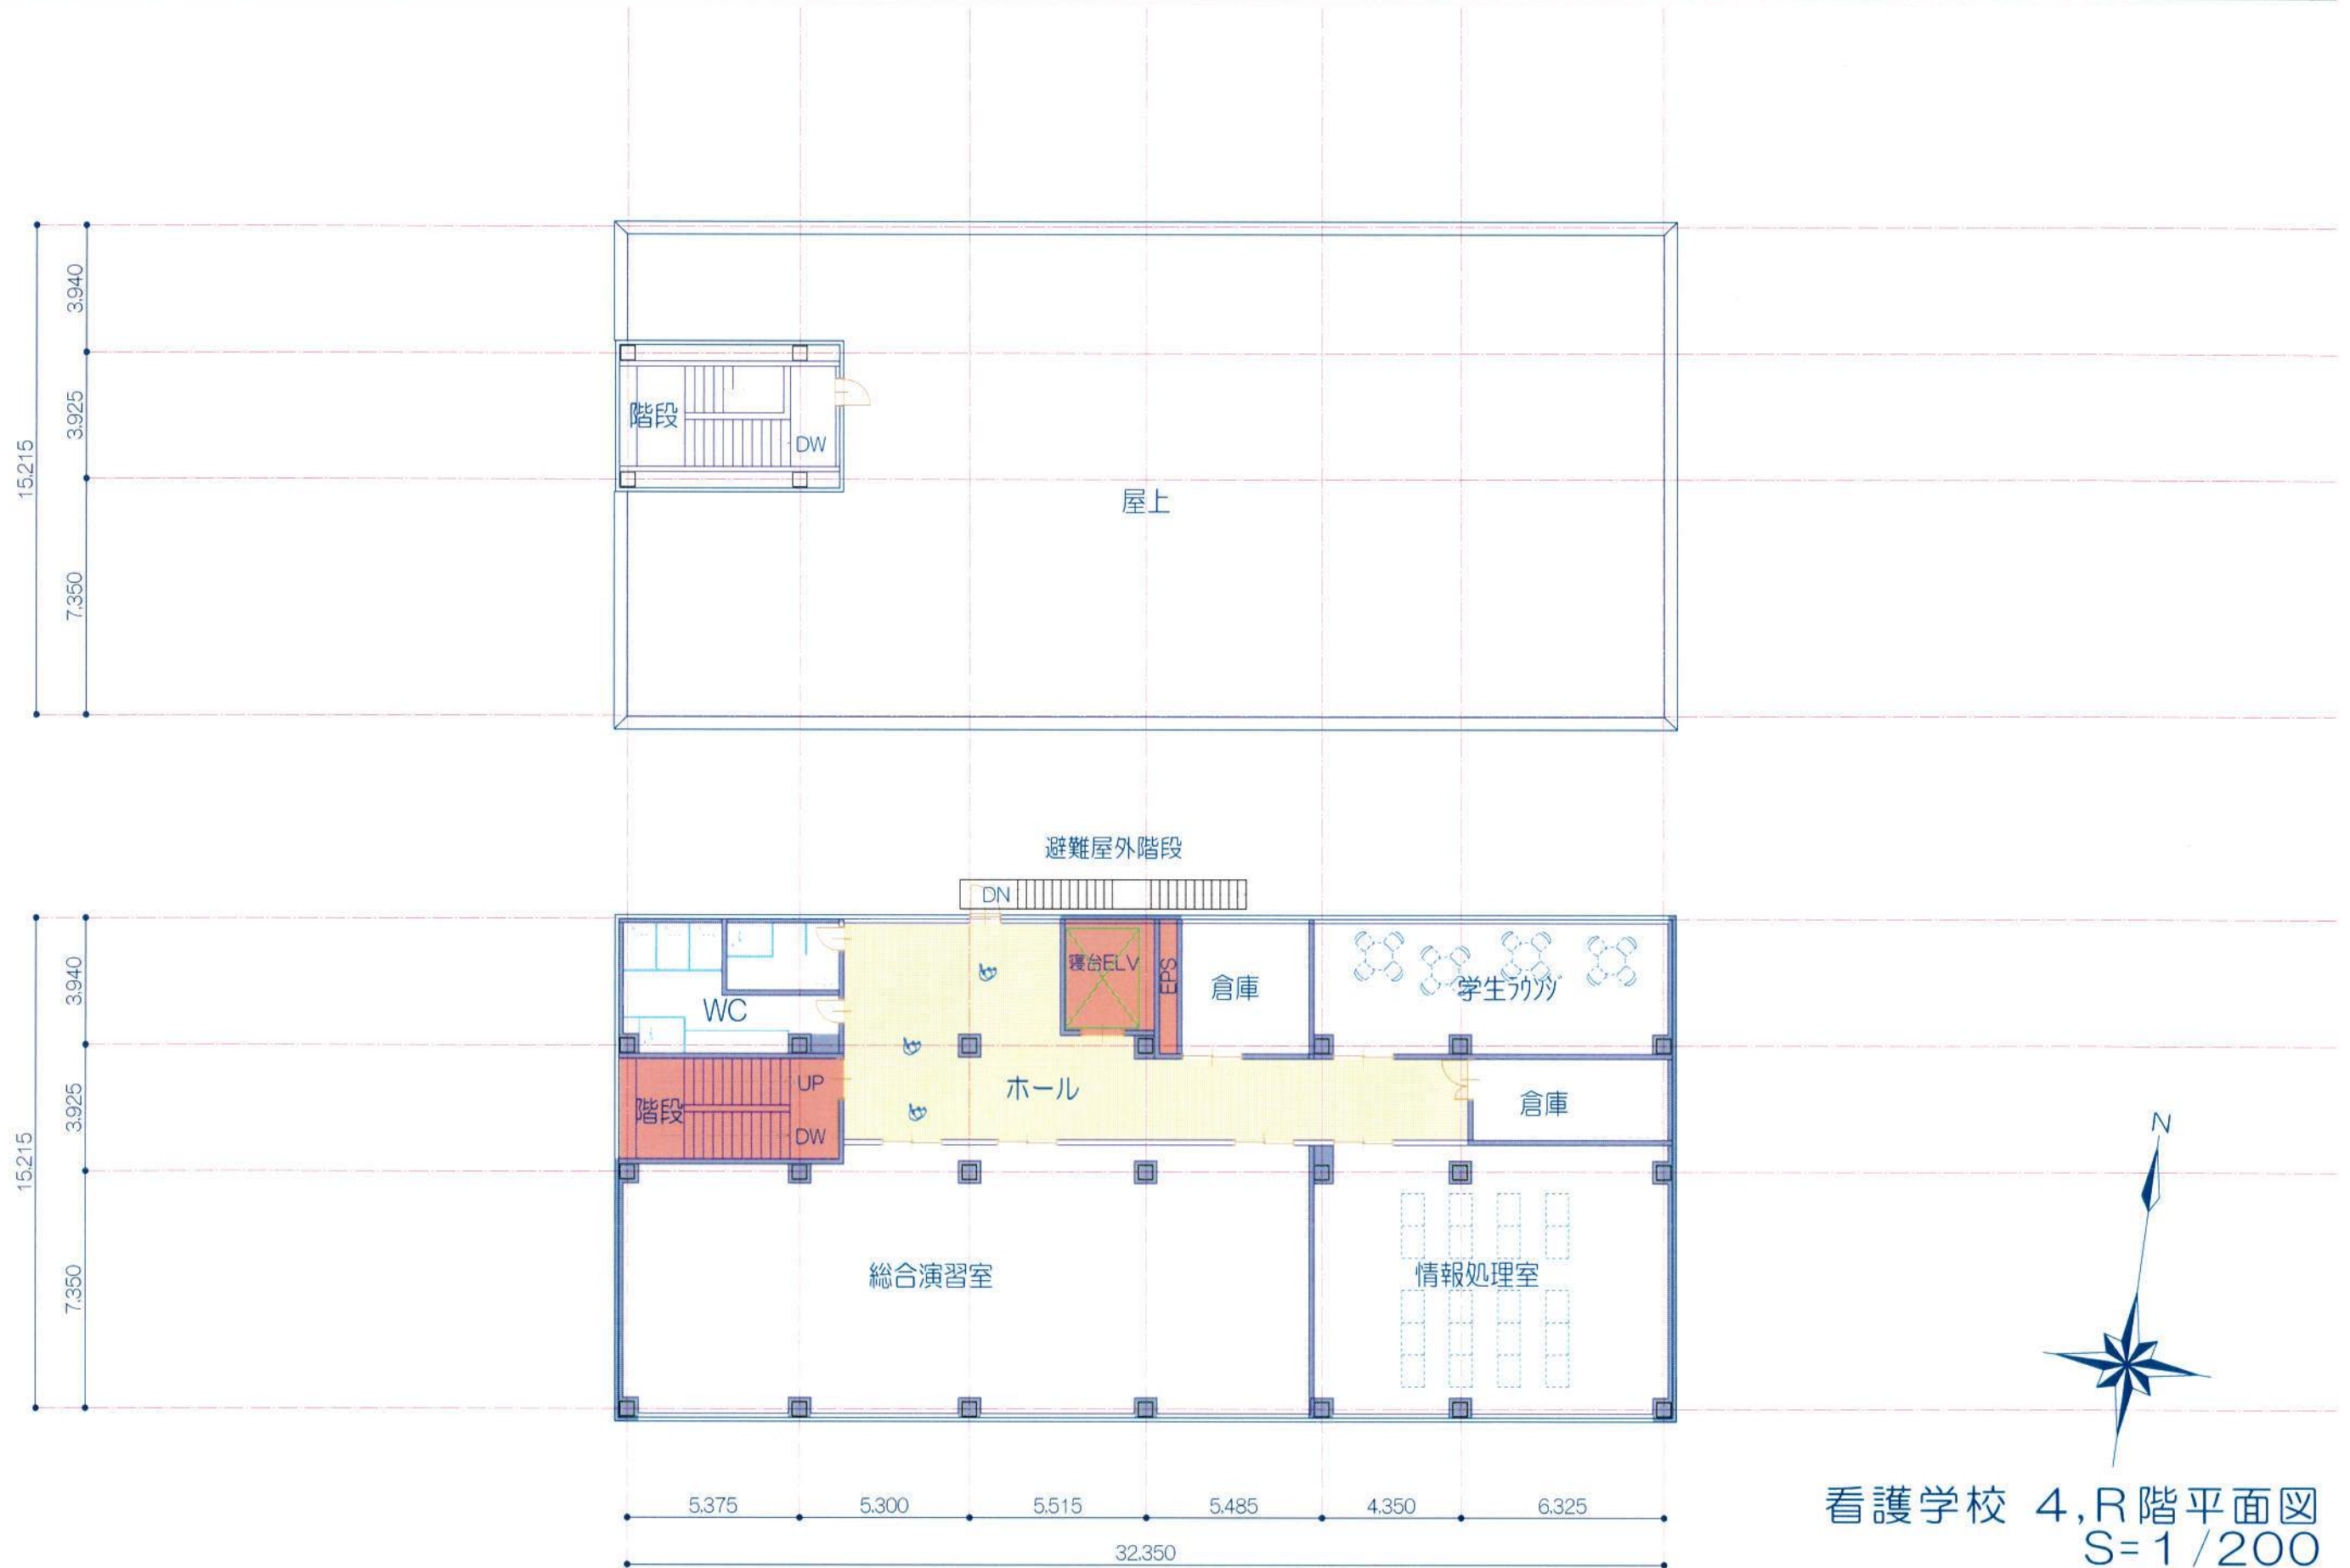 3.940
3.925
7.350
15.215
階段
DW
屋上
避難屋外階段
DN
寝台ELV
EPS
倉庫
学生ラウンジ
WC
階段
UP
DW
ホール
倉庫
総合演習室
情報処理室
3.940
3.925
7.350
15.215
N
5.375
5.300
5.515
5.485
4.350
6.325
32.350
看護学校 4,R階平面図
S=1/200